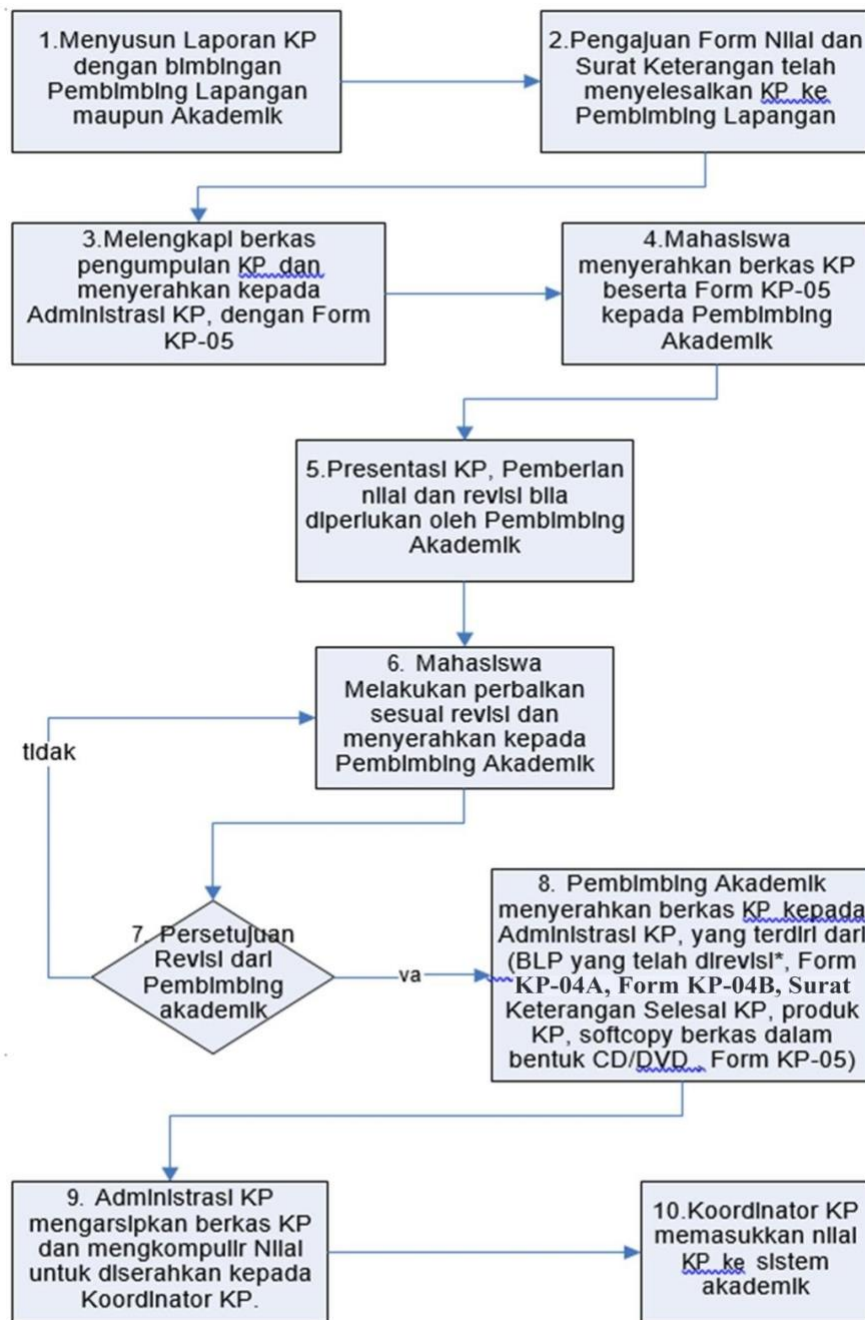 1.Menyusun Laporan KP
dengan bimbingan
Pembimbing Lapangan
maupun Akademik
2.Pengajuan Form Nilai dan
Surat Keterangan telah
menyelesaikan KP ke
Pembimbing Lapangan
3.Melengkapi berkas
pengumpulan KP dan
menyerahkan kepada
Administrasi KP, dengan Form
KP-05
4.Mahasiswa
menyerahkan berkas KP
beserta Form KP-05
kepada Pembimbing
Akademik
5.Presentasi KP, Pemberian
nilai dan revisi bila
diperlukan oleh Pembimbing
Akademik
6. Mahasiswa
Melakukan perbaikan
sesuai revisi dan
menyerahkan kepada
Pembimbing Akademik
tidak
7. Persetujuan
Revisi dari
Pembimbing
akademik
ya
8. Pembimbing Akademik
menyerahkan berkas KP kepada
Administrasi KP, yang terdiri dari
(BLP yang telah direvisi*, Form
KP-04A, Form KP-04B, Surat
Keterangan Selesai KP, produk
KP, softcopy berkas dalam
bentuk CD/DVD , Form KP-05)
9. Administrasi KP
mengarsipkan berkas KP
dan mengkompulir Nilai
untuk diserahkan kepada
Koordinator KP.
10.Koordinator KP
memasukkan nilai
KP ke sistem
akademik